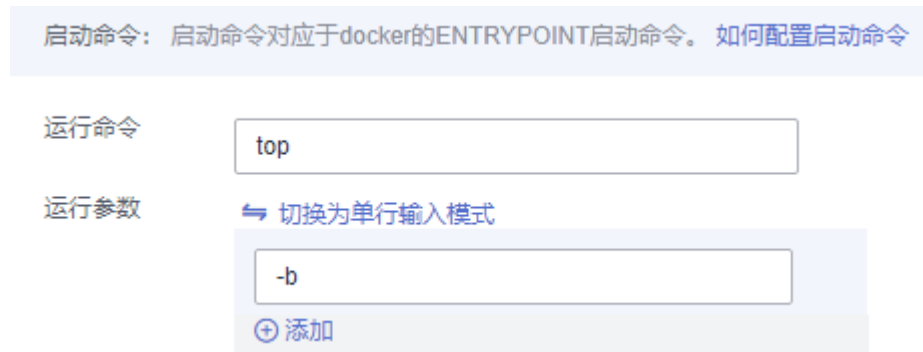 启动命令： 启动命令对应于docker的ENTRYPOINT启动命令。 如何配置启动命令
运行命令
top
运行参数
切换为单行输入模式
-b
添加